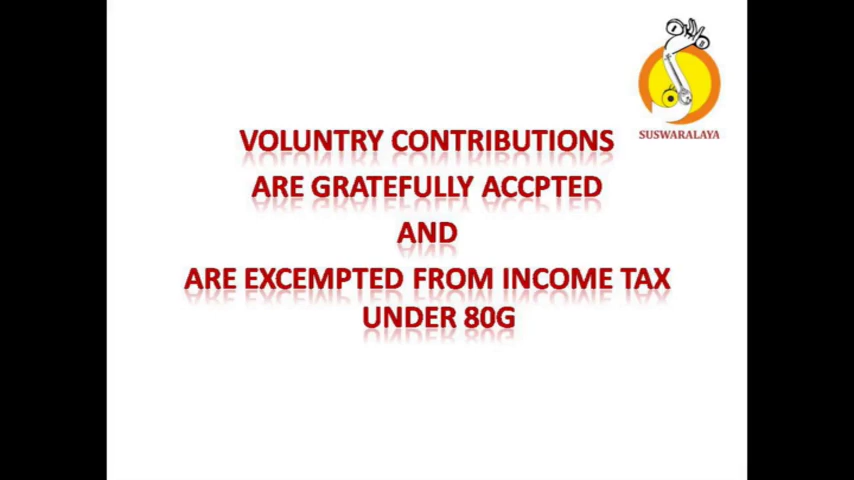 SUSWARALAYA
VOLUNTRY CONTRIBUTIONS
ARE GRATEFULLY ACCPTED
AND
ARE EXCEMPTED FROM INCOME TAX
UNDER 80G